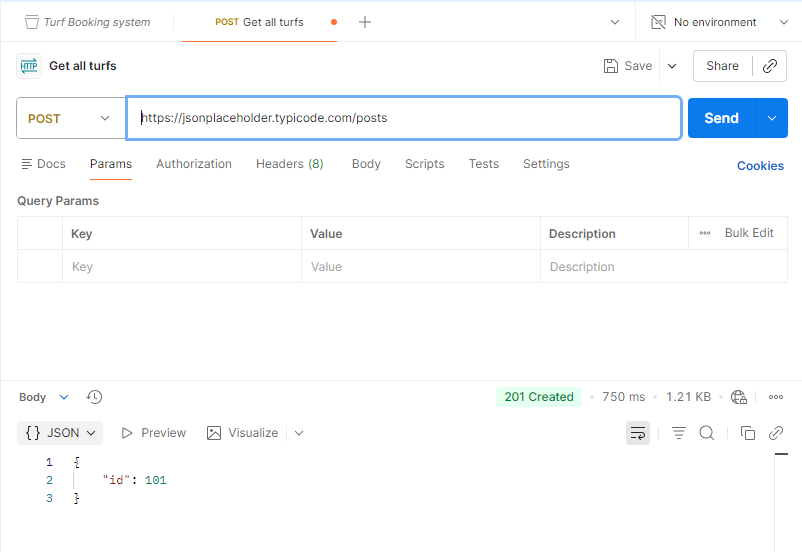 Turf Booking system POST Get all turfs No environment
HTTP Get all turfs Save Share
POST https://jsonplaceholder.typicode.com/posts Send
Docs Params Authorization Headers (8) Body Scripts Tests Settings Cookies
Query Params
Key Value Description Bulk Edit
Key Value Description
Body 201 Created 750 ms 1.21 KB
{} JSON Preview Visualize
1 {
2 "id": 101
3 }